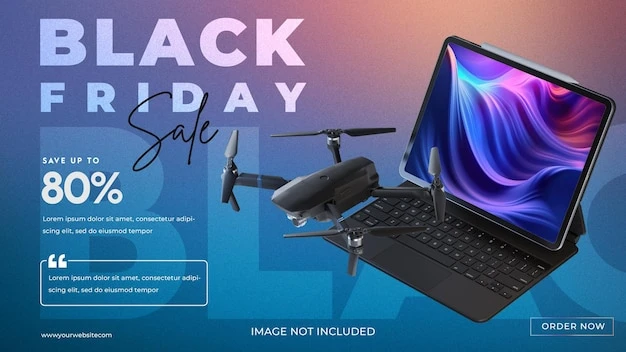 BLACK
FRIDAY
Sale
SAVE UP TO
80%
Lorem ipsum dolor sit amet, consectetur adipi-
scing elit, sed do eiusmod tempor
Lorem ipsum dolor sit amet, consectetur adipi-
scing elit, sed do eiusmod tempor
BLAC
www.yourwebsite.com
IMAGE NOT INCLUDED
ORDER NOW